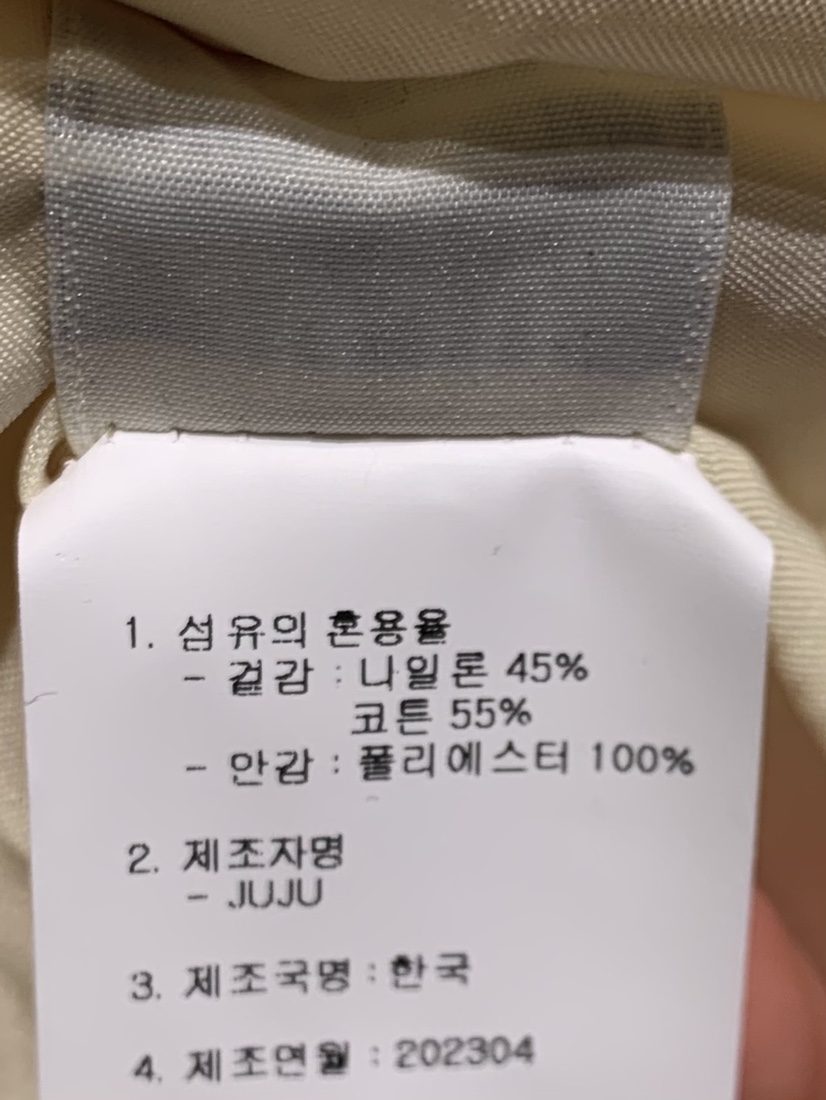 1. 섬유의 혼용율
- 겉감 : 나일론 45%
코튼 55%
- 안감 : 폴리에스터 100%
2. 제조자명
- JUJU
3. 제조국명 : 한국
4. 제조연월 : 202304